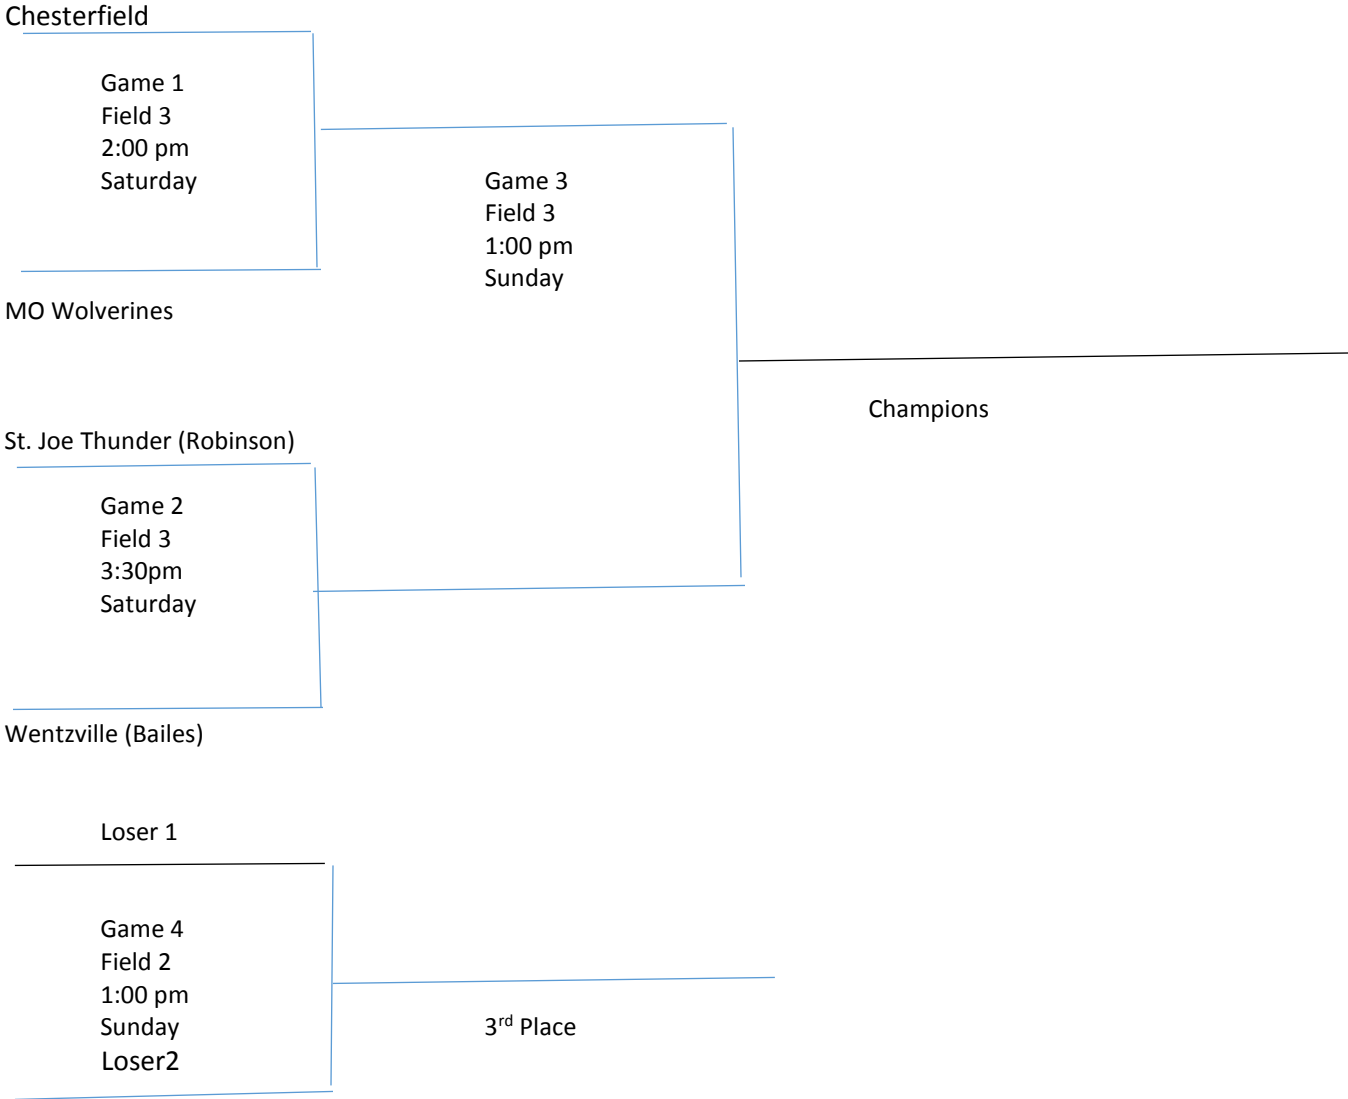 Chesterfield
Game 1
Field 3
2:00 pm
Saturday
Game 3
Field 3
1:00 pm
Sunday
MO Wolverines
Champions
St. Joe Thunder (Robinson)
Game 2
Field 3
3:30pm
Saturday
Wentzville (Bailes)
Loser 1
Game 4
Field 2
1:00 pm
Sunday
3rd Place
Loser2